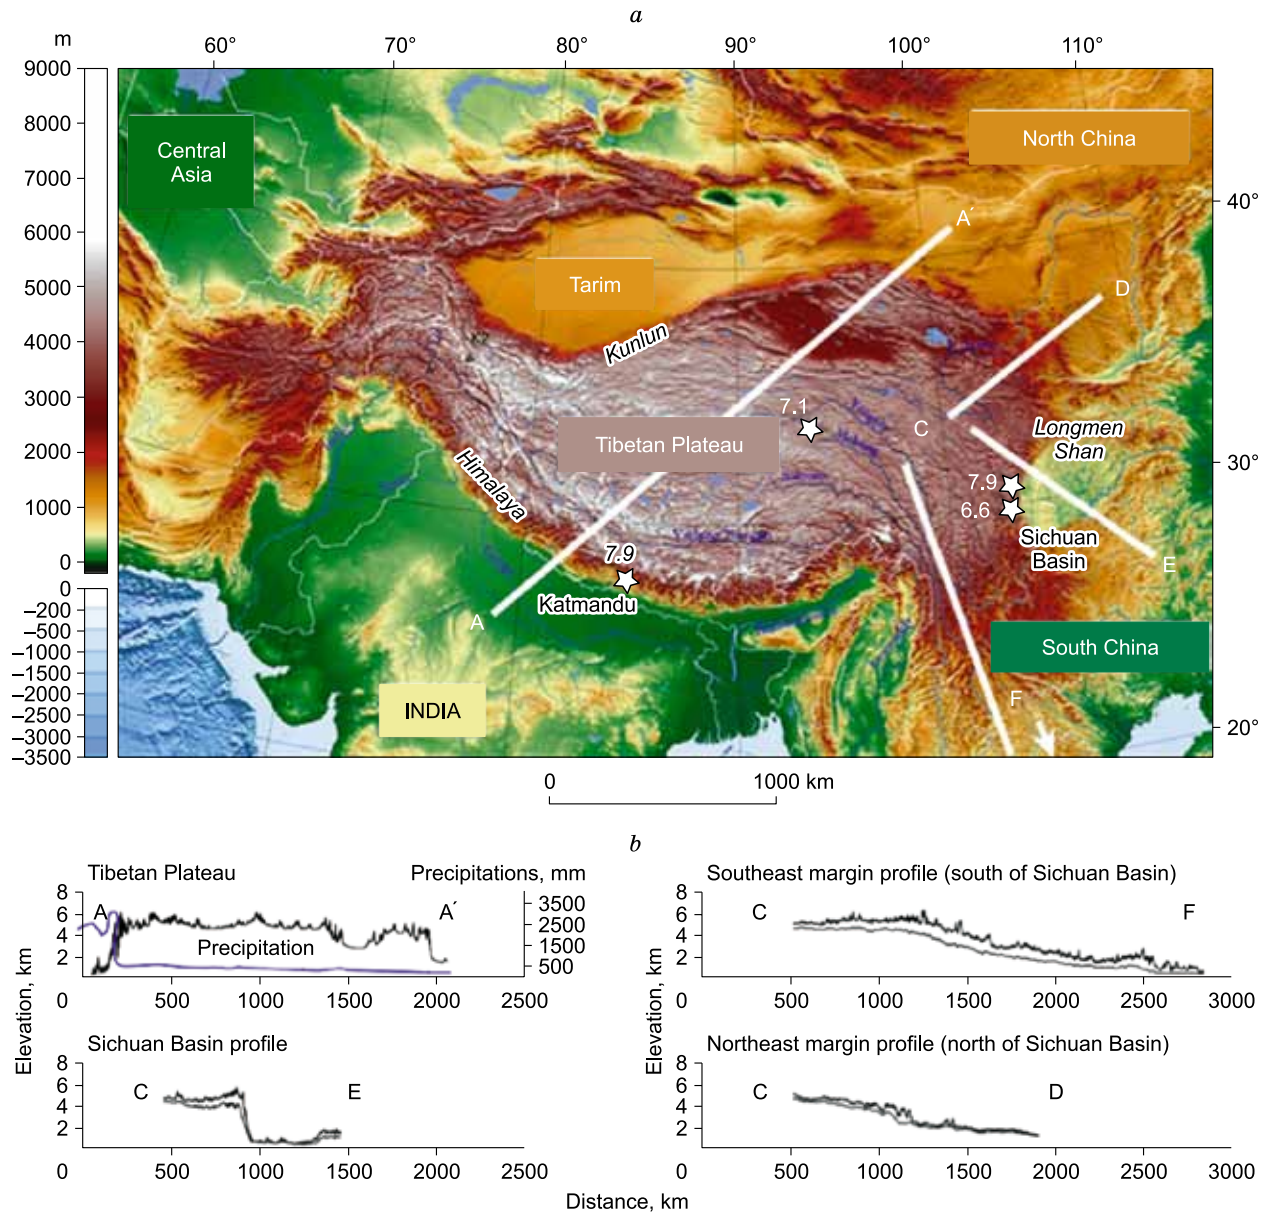 a
m
60°
70°
80°
90°
100°
110°
9000
8000
7000
6000
5000
4000
3000
2000
1000
0
0
–200
–500
–1000
–1500
–2000
–2500
–3000
–3500
40°
30°
20°
Central
Asia
North China
A´
Tarim
D
Kunlun
7.1
C
Longmen
Shan
Tibetan Plateau
Himalaya
7.9
6.6
Sichuan
Basin
E
7.9
Katmandu
A
South China
INDIA
F
0
1000 km
b
Tibetan Plateau
Precipitations, mm
8
6
4
2
0
A
A´
3500
2500
1500
500
Precipitation
500
1000
1500
2000
2500
Southeast margin profile (south of Sichuan Basin)
8
6
4
2
0
C
F
500
1000
1500
2000
2500
3000
Elevation, km
Elevation, km
Sichuan Basin profile
8
6
4
2
0
C
E
500
1000
1500
2000
2500
Northeast margin profile (north of Sichuan Basin)
8
6
4
2
0
C
D
500
1000
1500
2000
2500
3000
Distance, km